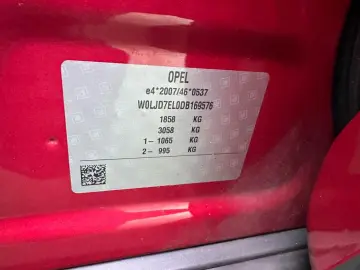 OPEL
e4*2007/46*0537
W0LJD7EL0DB169576
1858 KG
3058 KG
1- 1065 KG
2- 995 KG